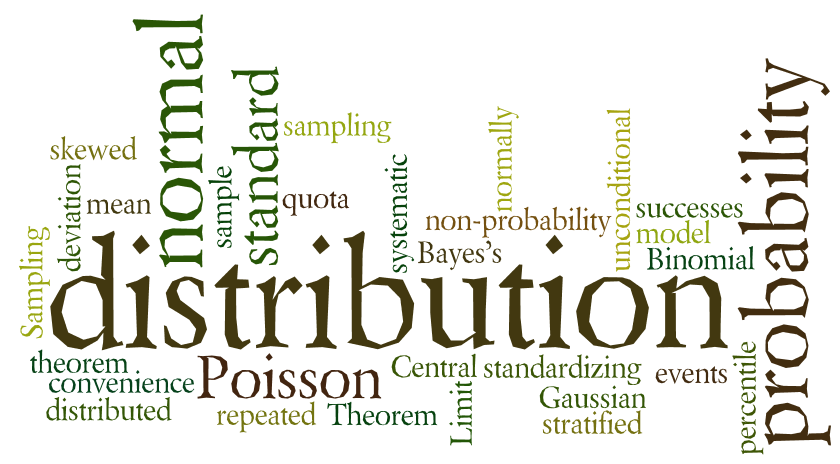 normal
standard
probability
sampling
skewed
normally
unconditional
systematic
sample
deviation
mean
quota
non-probability
successes
model
Sampling
Bayes's
Binomial
distribution
theorem
convenience
distributed
Poisson
repeated
Theorem
Central
Limit
standardizing
Gaussian
stratified
events
percentile